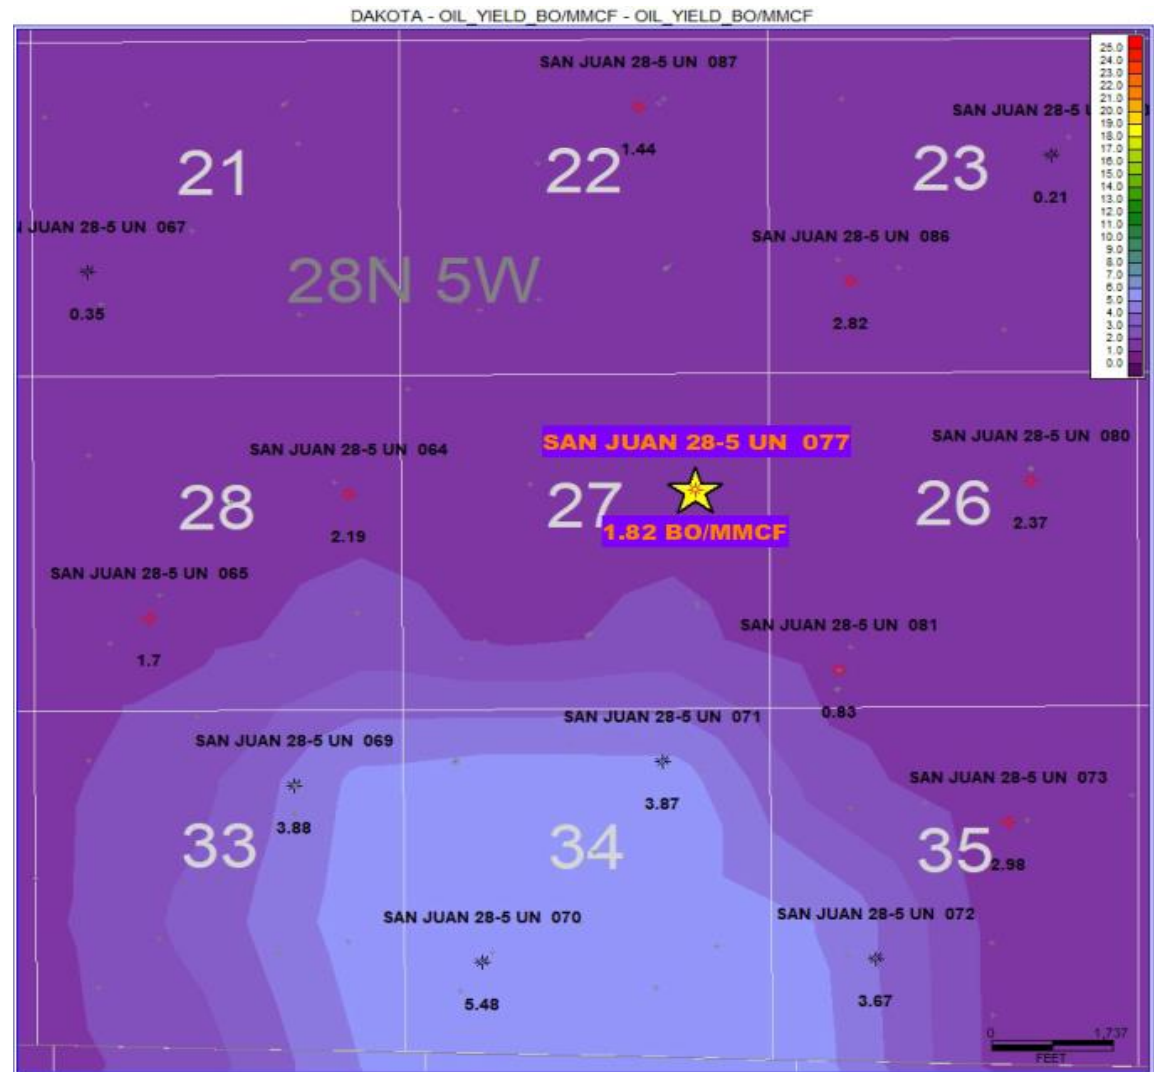 DAKOTA - OIL_YIELD_BO/MMCF - OIL_YIELD_BO/MMCF
25.0
24.0
23.0
22.0
21.0
20.0
19.0
18.0
17.0
16.0
15.0
14.0
13.0
12.0
11.0
10.0
9.0
8.0
7.0
6.0
5.0
4.0
3.0
2.0
1.0
0.0
SAN JUAN 28-5 UN 087
1.44
SAN JUAN 28-5
0.21
21
22
23
JUAN 28-5 UN 067
0.35
SAN JUAN 28-5 UN 086
2.82
28N 5W
SAN JUAN 28-5 UN 064
2.19
SAN JUAN 28-5 UN 077
1.82 BO/MMCF
SAN JUAN 28-5 UN 080
2.37
28
27
26
SAN JUAN 28-5 UN 065
1.7
SAN JUAN 28-5 UN 081
0.83
SAN JUAN 28-5 UN 069
3.88
SAN JUAN 28-5 UN 071
3.87
SAN JUAN 28-5 UN 073
2.98
33
34
35
SAN JUAN 28-5 UN 070
5.48
SAN JUAN 28-5 UN 072
3.67
0 1,737
FEET